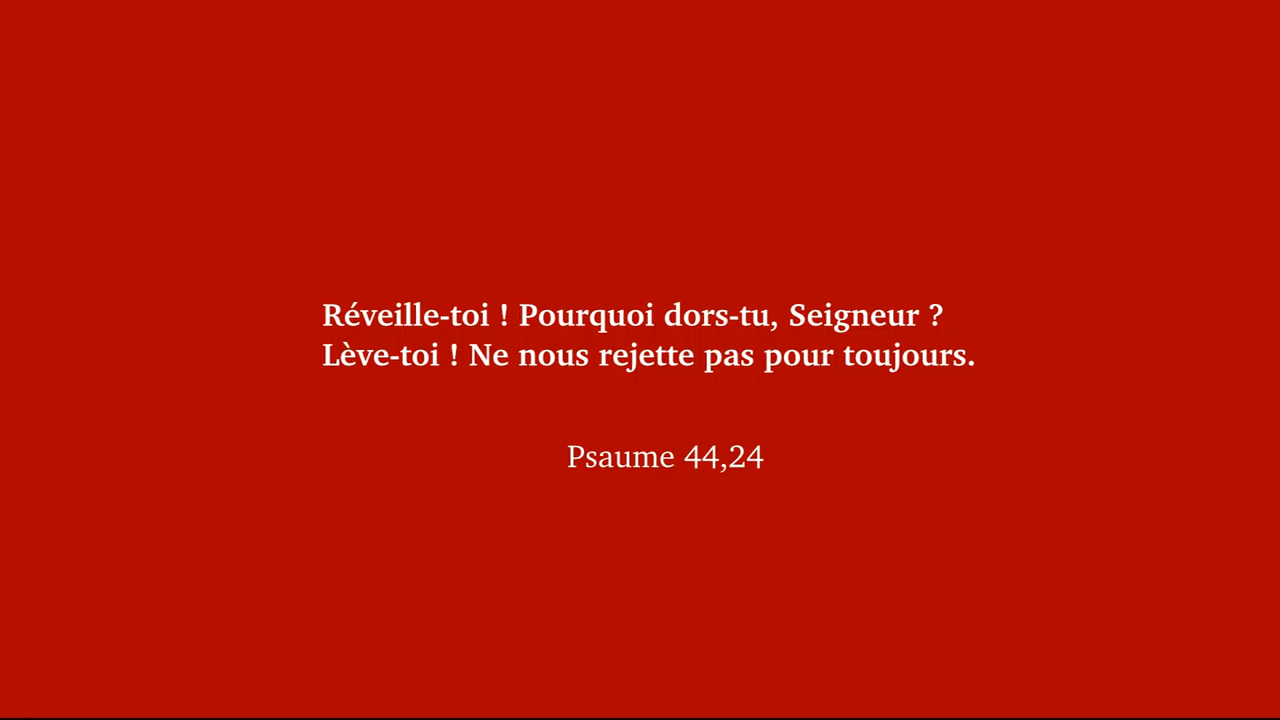 Réveille-toi ! Pourquoi dors-tu, Seigneur ?
Lève-toi ! Ne nous rejette pas pour toujours.
Psaume 44,24